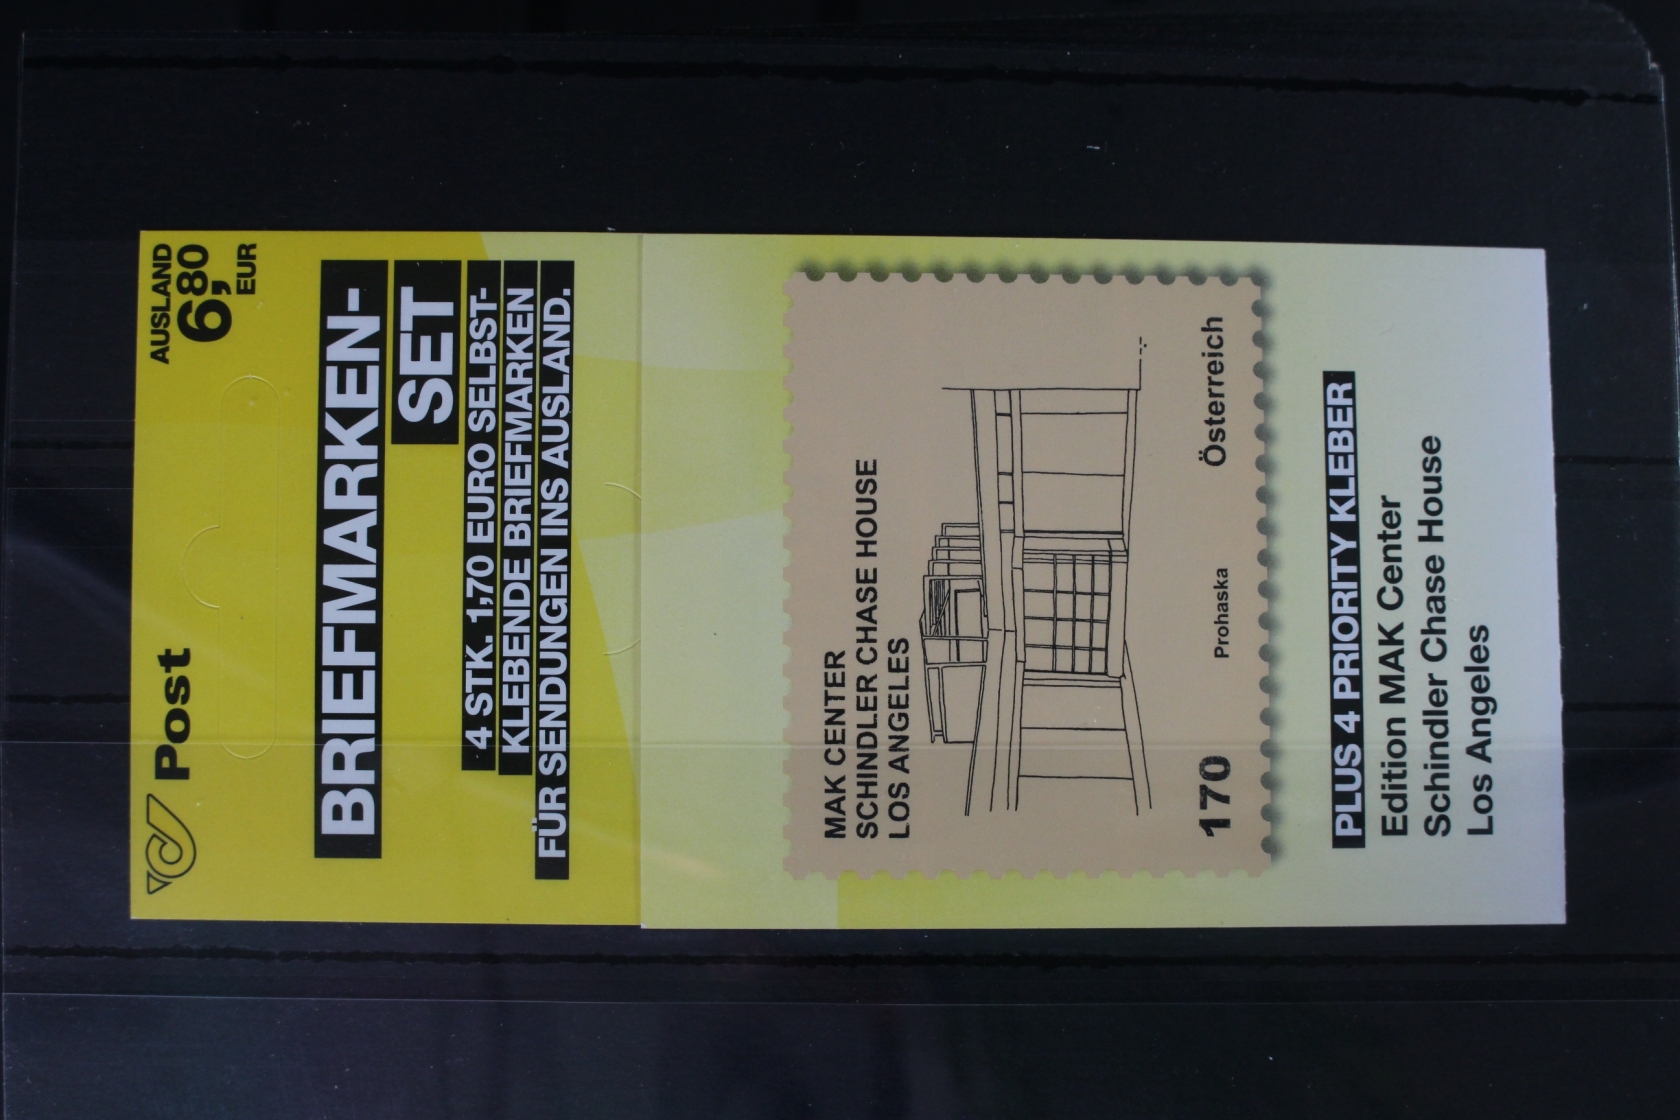 Post
AUSLAND
6,80
EUR
BRIEFMARKEN-
SET
4 STK. 1,70 EURO SELBST-
KLEBENDE BRIEFMARKEN
FÜR SENDUNGEN INS AUSLAND.
MAK CENTER
SCHINDLER CHASE HOUSE
LOS ANGELES
170
Prohaska
Österreich
PLUS 4 PRIORITY KLEBER
Edition MAK Center
Schindler Chase House
Los Angeles